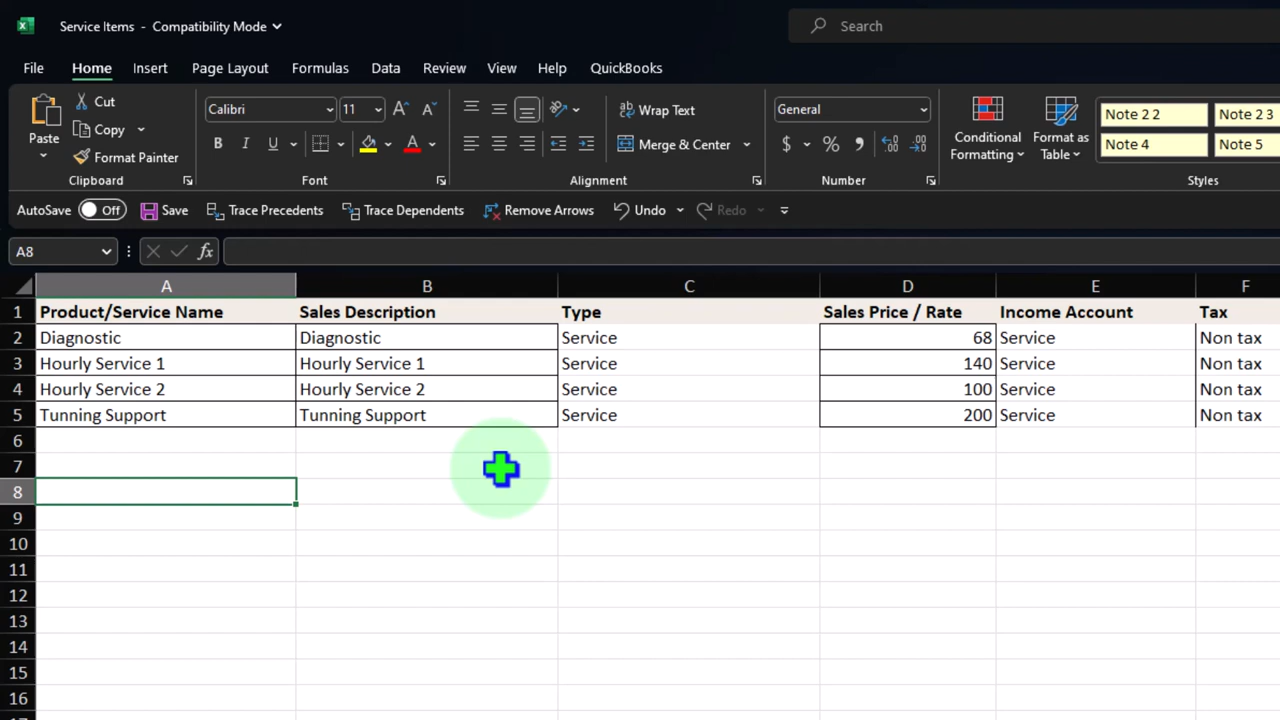 Service Items - Compatibility Mode
Search
File Home Insert Page Layout Formulas Data Review View Help QuickBooks
Paste
Cut
Copy
Format Painter
Clipboard
Calibri 11
B I U
Font
Wrap Text
Merge & Center
Alignment
General
$ % 9
Number
Conditional Formatting
Format as Table
Note 2 2 Note 2 3
Note 4 Note 5
Styles
AutoSave Off Save Trace Precedents Trace Dependents Remove Arrows Undo Redo
A8 fx
A B C D E F
1 Product/Service Name Sales Description Type Sales Price / Rate Income Account Tax
2 Diagnostic Diagnostic Service 68 Service Non tax
3 Hourly Service 1 Hourly Service 1 Service 140 Service Non tax
4 Hourly Service 2 Hourly Service 2 Service 100 Service Non tax
5 Tunning Support Tunning Support Service 200 Service Non tax
6
7
8
9
10
11
12
13
14
15
16